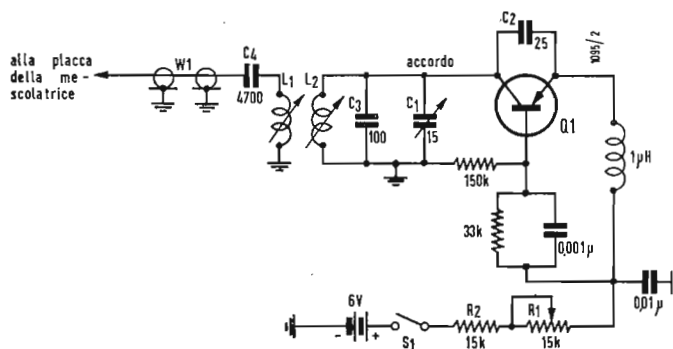 alla placca
della me -
scolatrice
W1
C4
4700
L1
L2
C3
100
accordo
C1
15
C2
25
1095/2
Q1
150k
1µH
33k
0,001µ
0,01µ
6V
- +
S1
R2
15k
R1
15k